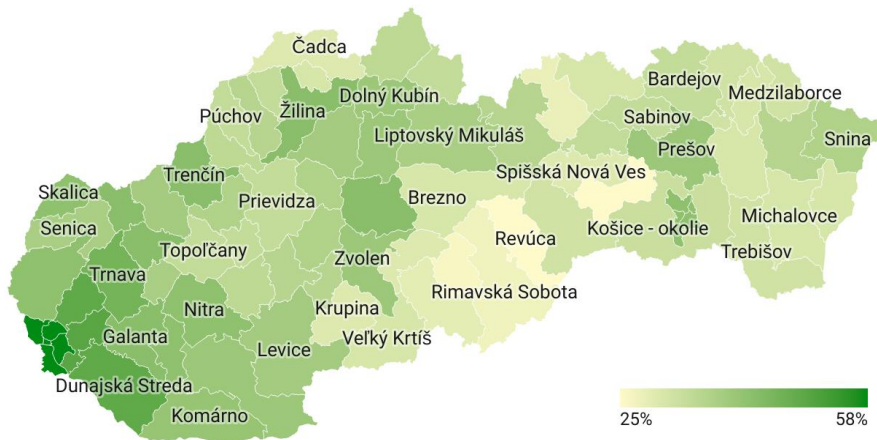 Čadca
Bardejov
Medzilaborce
Dolný Kubín
Púchov
Žilina
Sabinov
Liptovský Mikuláš
Snina
Prešov
Trenčín
Spišská Nová Ves
Skalica
Prievidza
Brezno
Michalovce
Senica
Košice - okolie
Revúca
Topoľčany
Trebišov
Zvolen
Trnava
Rimavská Sobota
Nitra
Krupina
Galanta
Veľký Krtíš
Levice
Dunajská Streda
Komárno
25%
58%